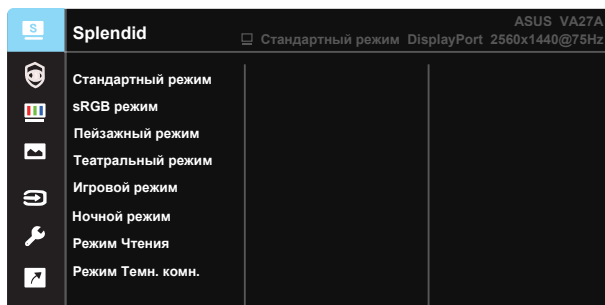 S
Splendid
ASUS VA27A
Стандартный режим DisplayPort 2560x1440@75Hz
Стандартный режим
sRGB режим
Пейзажный режим
Театральный режим
Игровой режим
Ночной режим
Режим Чтения
Режим Темн. комн.